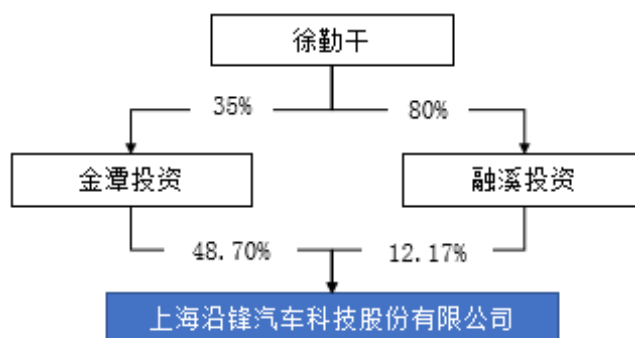 徐勤干
35%
80%
金潭投资
融溪投资
48.70%
12.17%
上海沿锋汽车科技股份有限公司